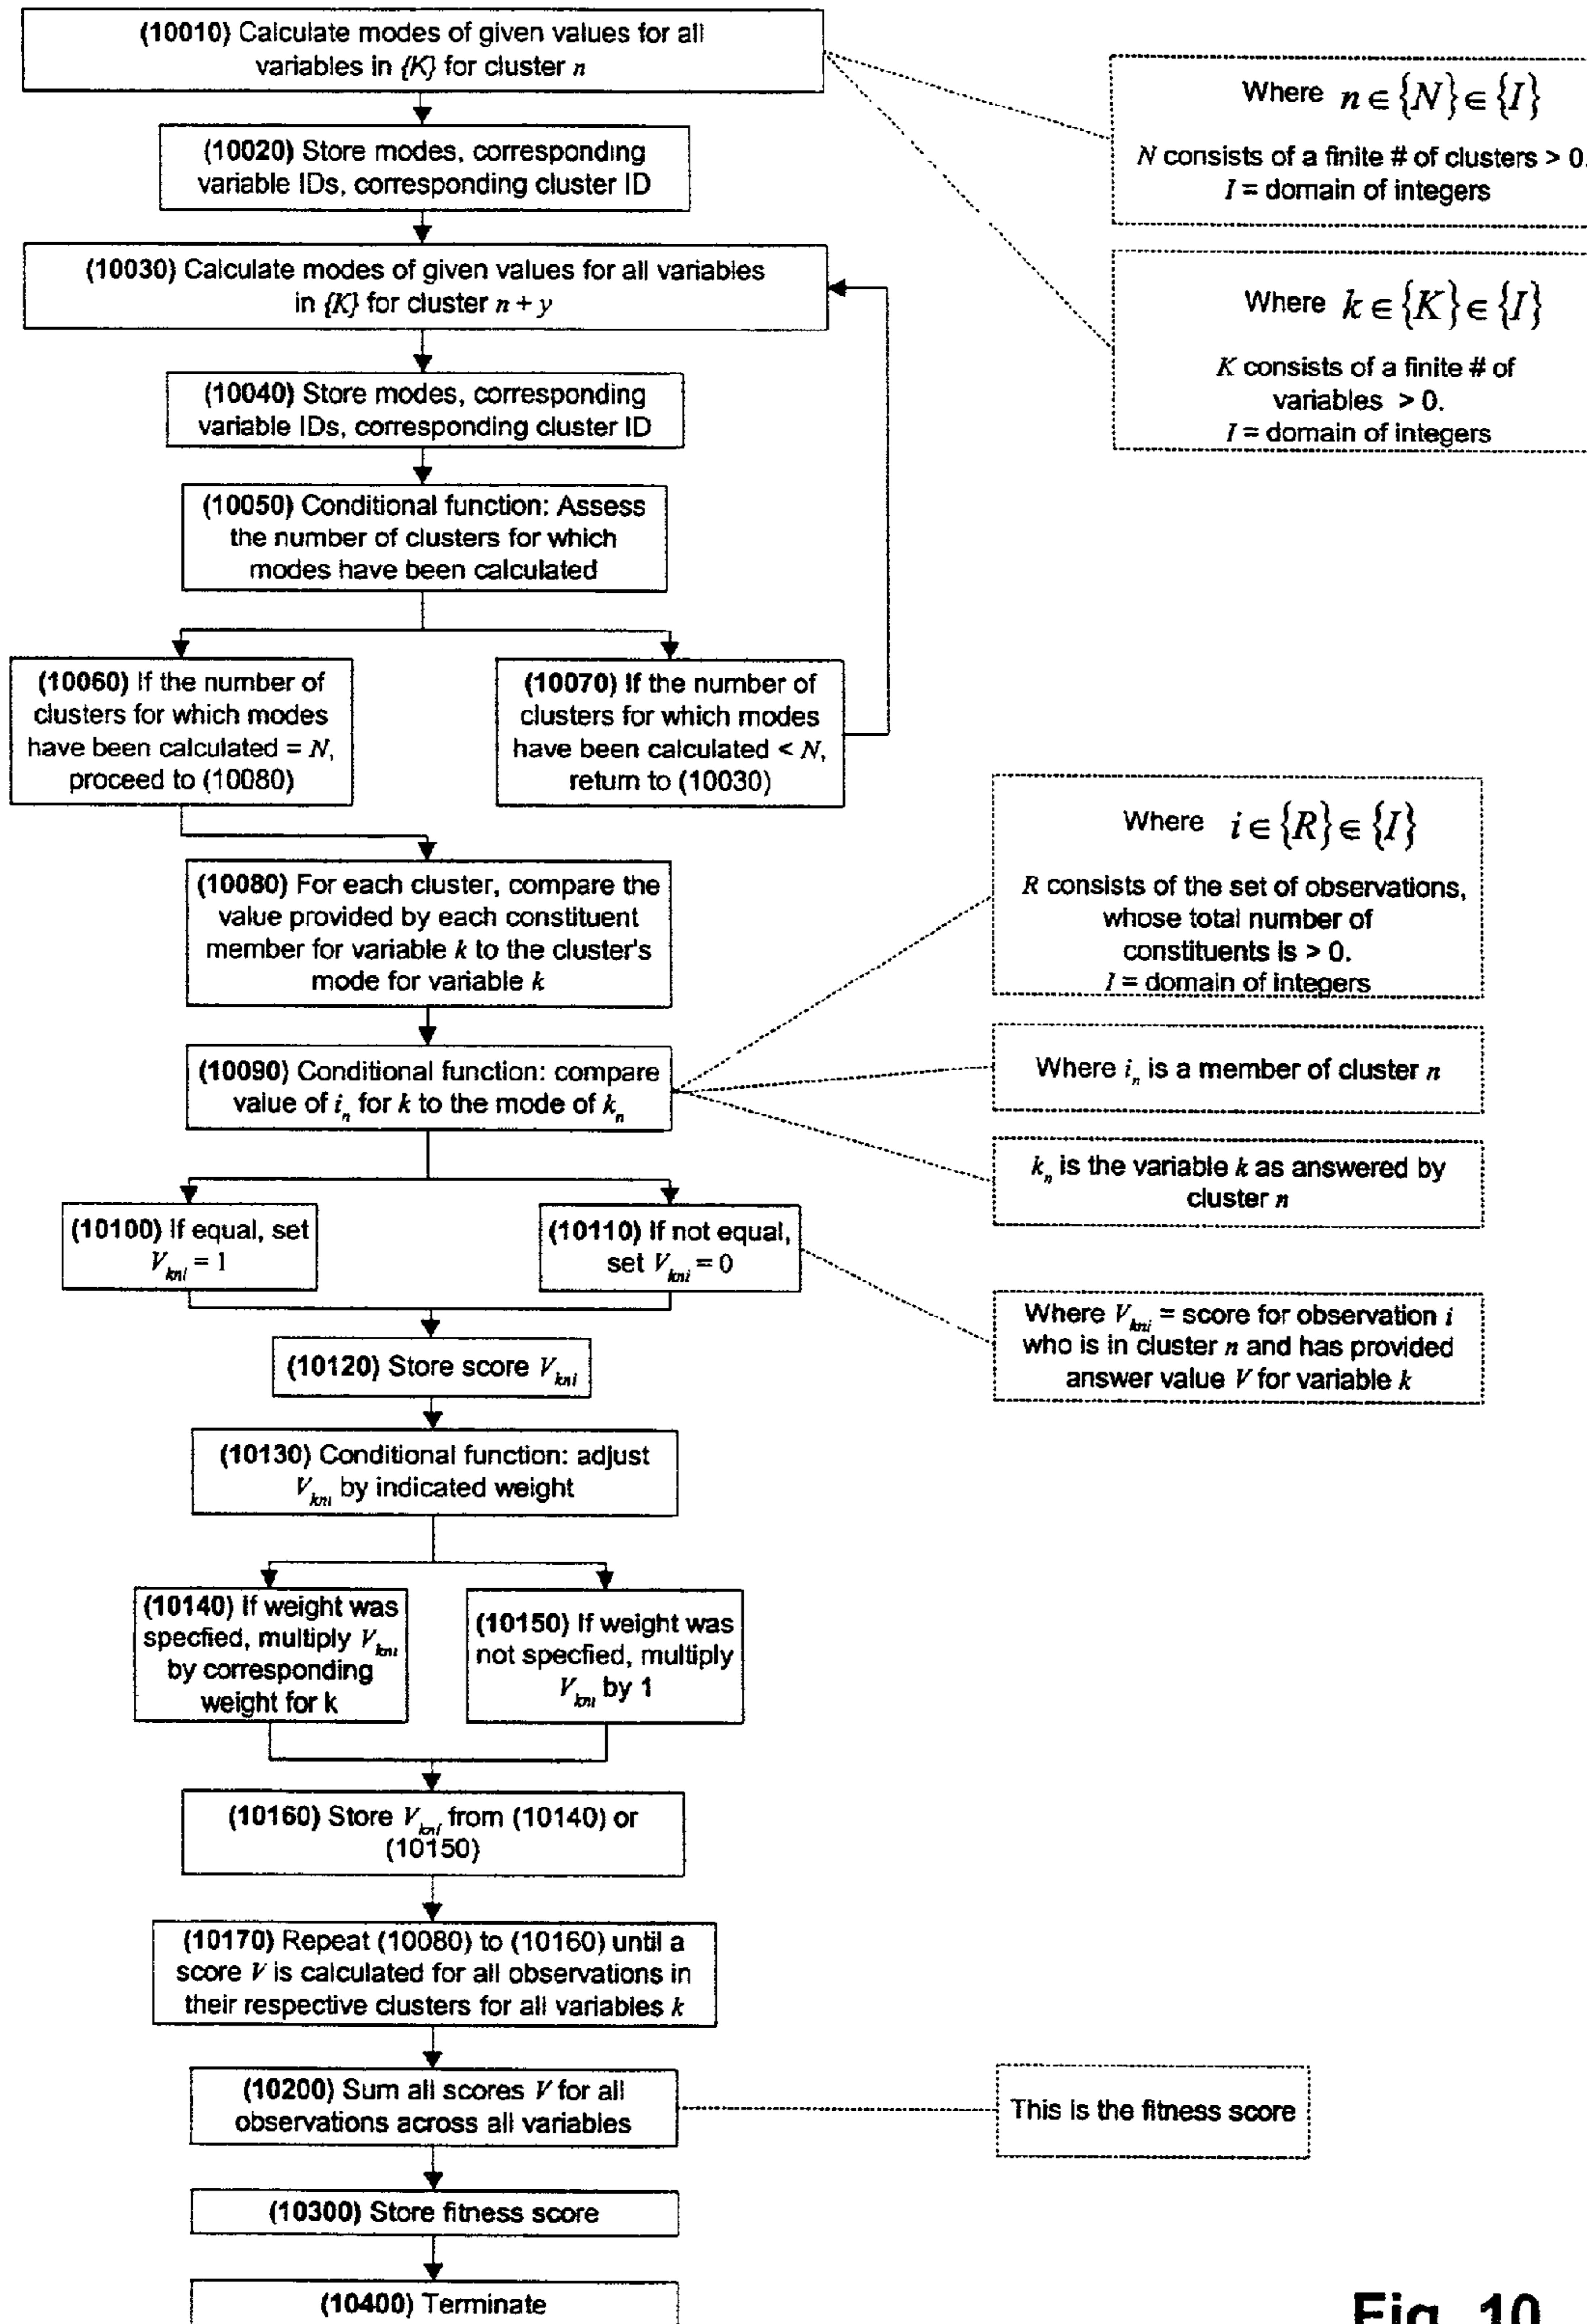 (10010) Calculate modes of given values for all
variables in {K} for cluster n
Where n ∈ {N} ∈ {I}
N consists of a finite # of clusters > 0.
I = domain of integers
(10020) Store modes, corresponding
variable IDs, corresponding cluster ID
(10030) Calculate modes of given values for all variables
in {K} for cluster n + y
Where k ∈ {K} ∈ {I}
K consists of a finite # of
variables > 0.
I = domain of integers
(10040) Store modes, corresponding
variable IDs, corresponding cluster ID
(10050) Conditional function: Assess
the number of clusters for which
modes have been calculated
(10060) If the number of
clusters for which modes
have been calculated = N,
proceed to (10080)
(10070) If the number of
clusters for which modes
have been calculated < N,
return to (10030)
(10080) For each cluster, compare the
value provided by each constituent
member for variable k to the cluster's
mode for variable k
Where i ∈ {R} ∈ {I}
R consists of the set of observations,
whose total number of
constituents is > 0.
I = domain of integers
(10090) Conditional function: compare
value of i_n for k to the mode of k_n
Where i_n is a member of cluster n
k_n is the variable k as answered by
cluster n
(10100) If equal, set
V_kni = 1
(10110) If not equal,
set V_kni = 0
Where V_kni = score for observation i
who is in cluster n and has provided
answer value V for variable k
(10120) Store score V_kni
(10130) Conditional function: adjust
V_kni by indicated weight
(10140) If weight was
specfied, multiply V_kni
by corresponding
weight for k
(10150) If weight was
not specfied, multiply
V_kni by 1
(10160) Store V_kni from (10140) or
(10150)
(10170) Repeat (10080) to (10160) until a
score V is calculated for all observations in
their respective clusters for all variables k
(10200) Sum all scores V for all
observations across all variables
This is the fitness score
(10300) Store fitness score
(10400) Terminate
Fig. 10